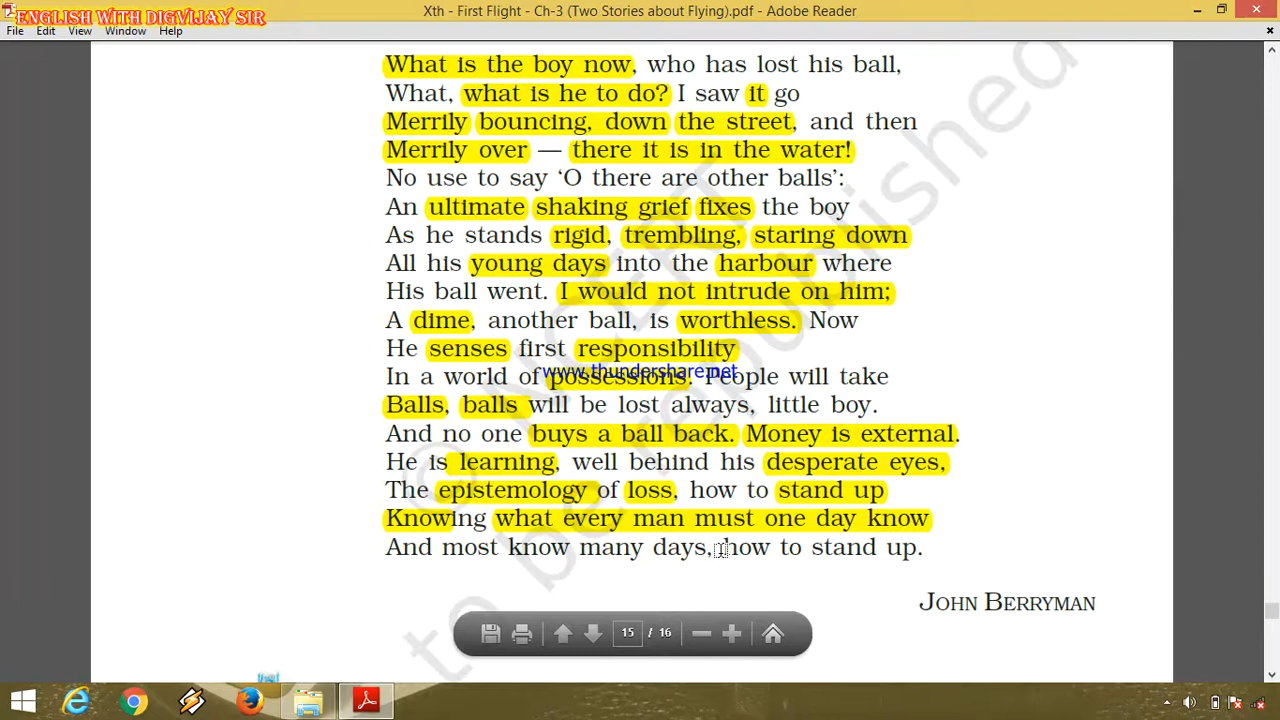 ENGLISH WITH DIGVIJAY SIR
Xth - First Flight - Ch-3 (Two Stories about Flying).pdf - Adobe Reader
File Edit View Window Help
What is the boy now, who has lost his ball,
What, what is he to do? I saw it go
Merrily bouncing, down the street, and then
Merrily over — there it is in the water!
No use to say ‘O there are other balls’:
An ultimate shaking grief fixes the boy
As he stands rigid, trembling, staring down
All his young days into the harbour where
His ball went. I would not intrude on him;
A dime, another ball, is worthless. Now
He senses first responsibility
www.thundershare.net
In a world of possessions. People will take
Balls, balls will be lost always, little boy.
And no one buys a ball back. Money is external.
He is learning, well behind his desperate eyes,
The epistemology of loss, how to stand up
Knowing what every man must one day know
And most know many days, how to stand up.
JOHN BERRYMAN
© NCERT
to be republished
15 / 16